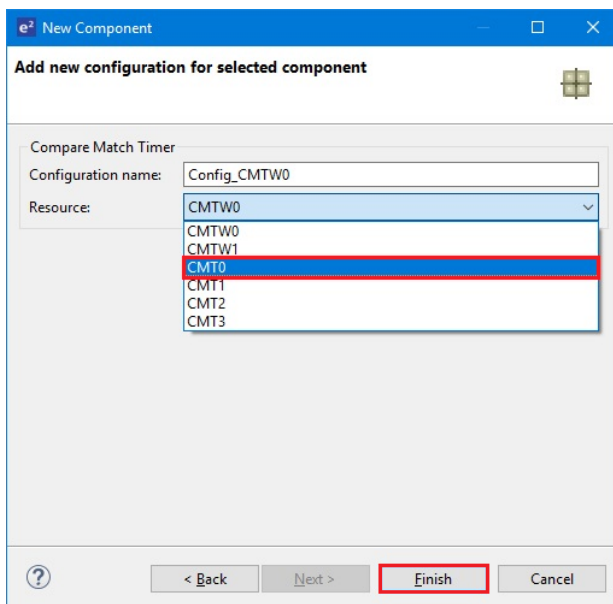 e² New Component
Add new configuration for selected component
Compare Match Timer
Configuration name: Config_CMTW0
Resource: CMTW0
CMTW0
CMTW1
CMT0
CMT1
CMT2
CMT3
? < Back Next > Finish Cancel